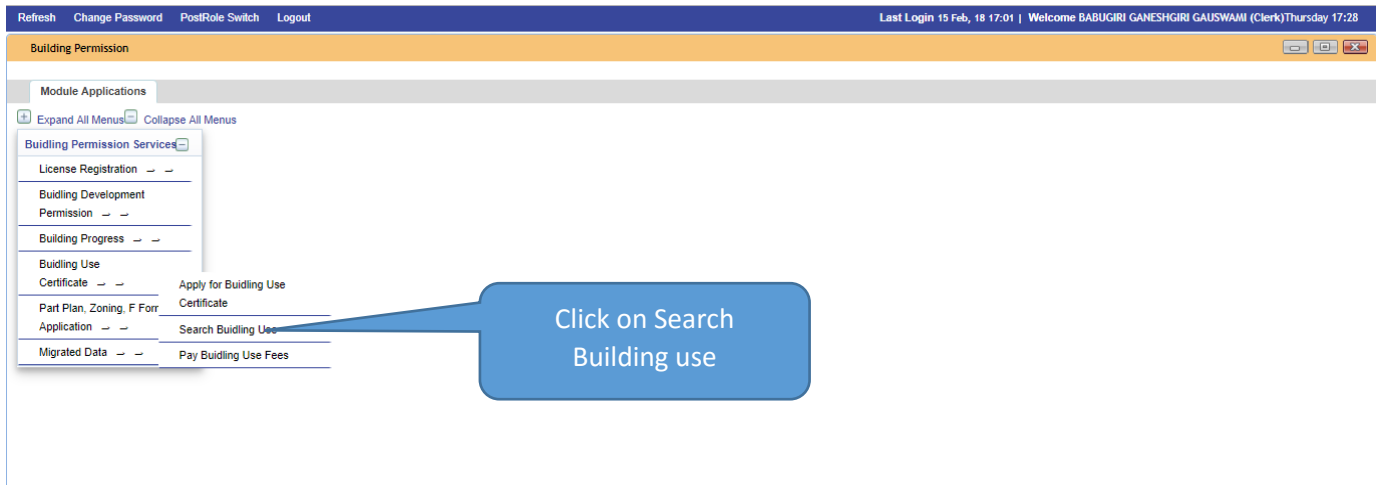 Refresh Change Password PostRole Switch Logout Last Login 15 Feb, 18 17:01 | Welcome BABUGIRI GANESHGIRI GAUSWAMI (Clerk)Thursday 17:28
Building Permission
Module Applications
Expand All Menus Collapse All Menus
Buidling Permission Services
License Registration
Buidling Development
Permission
Building Progress
Buidling Use
Certificate
Part Plan, Zoning, F Form
Application
Migrated Data
Apply for Buidling Use
Certificate
Search Buidling Use
Pay Buidling Use Fees
Click on Search
Building use